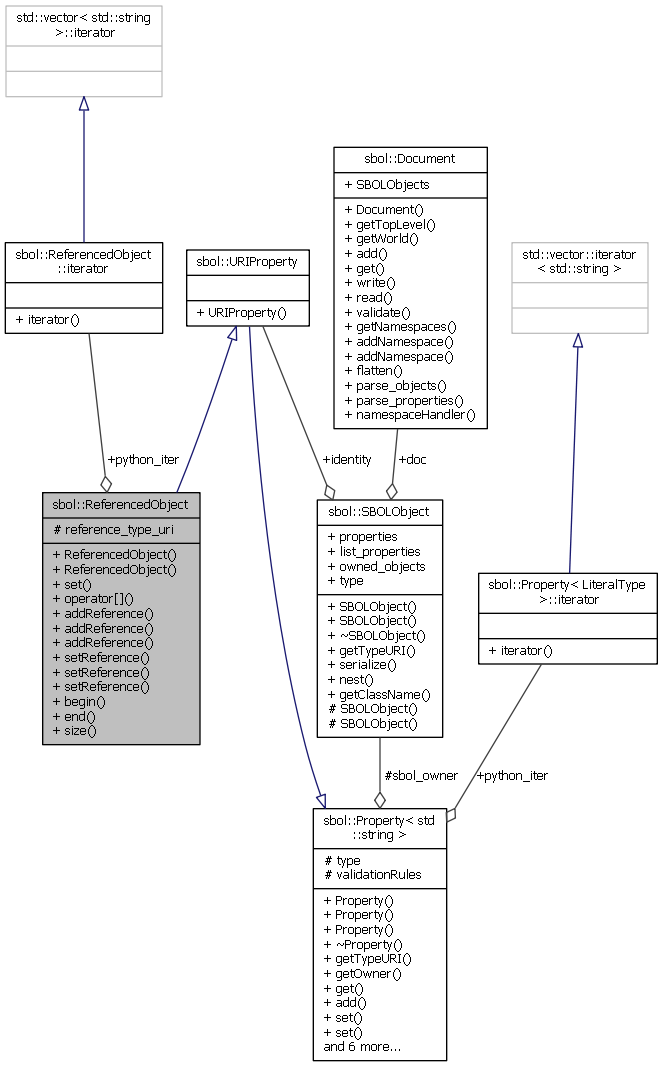 std::vector< std::string
>::iterator
sbol::Document
+ SBOLObjects
+ Document()
+ getTopLevel()
+ getWorld()
+ add()
+ get()
+ write()
+ read()
+ validate()
+ getNamespaces()
+ addNamespace()
+ addNamespace()
+ flatten()
+ parse_objects()
+ parse_properties()
+ namespaceHandler()
sbol::ReferencedObject
::iterator
+ iterator()
sbol::URIProperty
+ URIProperty()
std::vector::iterator
< std::string >
+python_iter
+identity
+doc
sbol::ReferencedObject
# reference_type_uri
+ ReferencedObject()
+ ReferencedObject()
+ set()
+ operator[]()
+ addReference()
+ addReference()
+ addReference()
+ setReference()
+ setReference()
+ setReference()
+ begin()
+ end()
+ size()
sbol::SBOLObject
+ properties
+ list_properties
+ owned_objects
+ type
+ SBOLObject()
+ SBOLObject()
+ ~SBOLObject()
+ getTypeURI()
+ serialize()
+ nest()
+ getClassName()
# SBOLObject()
# SBOLObject()
sbol::Property< LiteralType
>::iterator
+ iterator()
#sbol_owner
+python_iter
sbol::Property< std
::string >
# type
# validationRules
+ Property()
+ Property()
+ Property()
+ ~Property()
+ getTypeURI()
+ getOwner()
+ get()
+ add()
+ set()
+ set()
and 6 more...